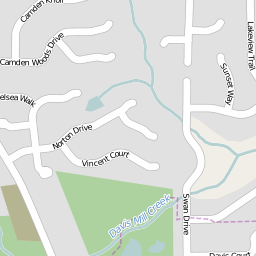 Camden Knoll
Camden Woods Drive
Lakeview Trail
Sunset Way
elsea Walk
Norton Drive
Vincent Court
Davis Mill Creek
Swan Drive
Davis Court